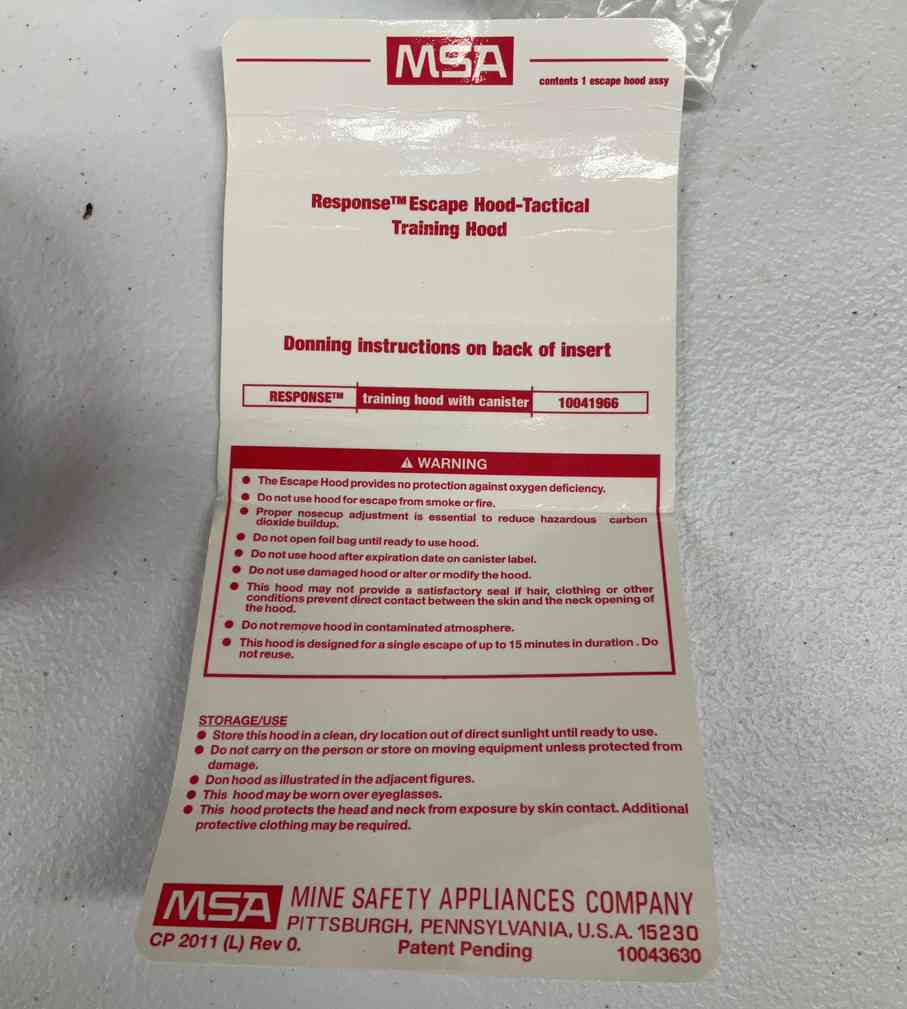 MSA
contents 1 escape hood assy
Response™ Escape Hood-Tactical
Training Hood
Donning instructions on back of insert
RESPONSE™ training hood with canister 10041966
⚠ WARNING
● The Escape Hood provides no protection against oxygen deficiency.
● Do not use hood for escape from smoke or fire.
● Proper nosecup adjustment is essential to reduce hazardous carbon
dioxide buildup.
● Do not open foil bag until ready to use hood.
● Do not use hood after expiration date on canister label.
● Do not use damaged hood or alter or modify the hood.
● This hood may not provide a satisfactory seal if hair, clothing or other
conditions prevent direct contact between the skin and the neck opening of
the hood.
● Do not remove hood in contaminated atmosphere.
● This hood is designed for a single escape of up to 15 minutes in duration . Do
not reuse.
STORAGE/USE
● Store this hood in a clean, dry location out of direct sunlight until ready to use.
● Do not carry on the person or store on moving equipment unless protected from
damage.
● Don hood as illustrated in the adjacent figures.
● This hood may be worn over eyeglasses.
● This hood protects the head and neck from exposure by skin contact. Additional
protective clothing may be required.
MSA MINE SAFETY APPLIANCES COMPANY
PITTSBURGH, PENNSYLVANIA, U.S.A. 15230
CP 2011 (L) Rev 0. Patent Pending 10043630